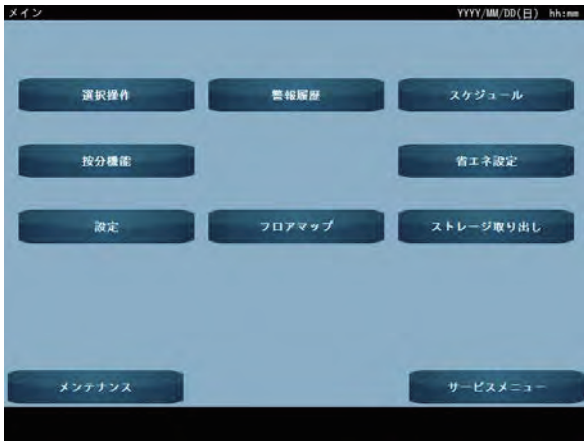 メイン YYYY/MM/DD(日) hh:mm
選択操作 警報履歴 スケジュール
按分機能 省エネ設定
設定 フロアマップ ストレージ取り出し
メンテナンス サービスメニュー